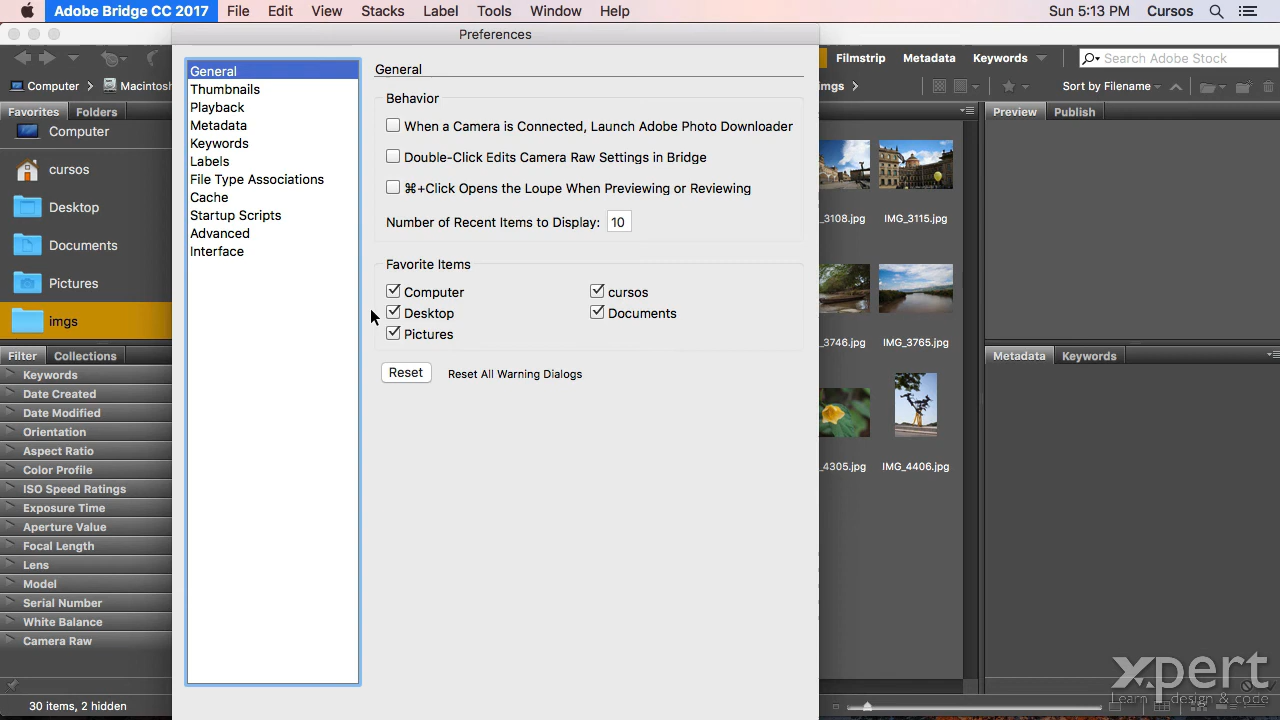 Adobe Bridge CC 2017 File Edit View Stacks Label Tools Window Help Sun 5:13 PM Cursos
Preferences
Computer Macintosh
Favorites Folders
Computer
cursos
Desktop
Documents
Pictures
imgs
Filter Collections
Keywords
Date Created
Date Modified
Orientation
Aspect Ratio
Color Profile
ISO Speed Ratings
Exposure Time
Aperture Value
Focal Length
Lens
Model
Serial Number
White Balance
Camera Raw
30 items, 2 hidden
General
Thumbnails
Playback
Metadata
Keywords
Labels
File Type Associations
Cache
Startup Scripts
Advanced
Interface
General
Behavior
When a Camera is Connected, Launch Adobe Photo Downloader
Double-Click Edits Camera Raw Settings in Bridge
⌘+Click Opens the Loupe When Previewing or Reviewing
Number of Recent Items to Display: 10
Favorite Items
Computer cursos
Desktop Documents
Pictures
Reset Reset All Warning Dialogs
Filmstrip Metadata Keywords Search Adobe Stock
imgs Sort by Filename
_3108.jpg IMG_3115.jpg
_3746.jpg IMG_3765.jpg
_4305.jpg IMG_4406.jpg
Preview Publish
Metadata Keywords
xpert
Learn design & code